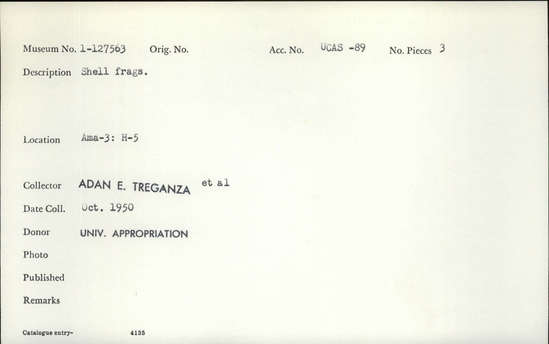 Museum No. 1-127563 Orig. No. Acc. No. UCAS -89 No. Pieces 3
Description Shell frags.
Location Ama-3: H-5
Collector ADAN E. TREGANZA et al
Date Coll. Oct. 1950
Donor UNIV. APPROPRIATION
Photo
Published
Remarks
Catalogue entry- 4135